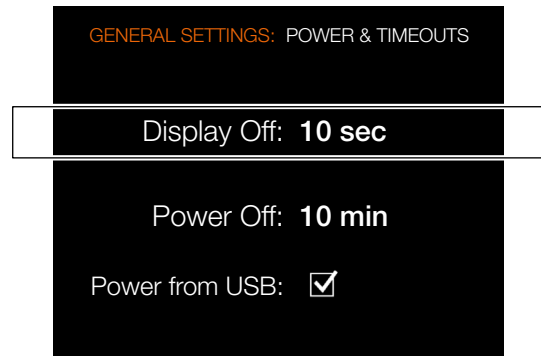 GENERAL SETTINGS: POWER & TIMEOUTS
Display Off: 10 sec
Power Off: 10 min
Power from USB: